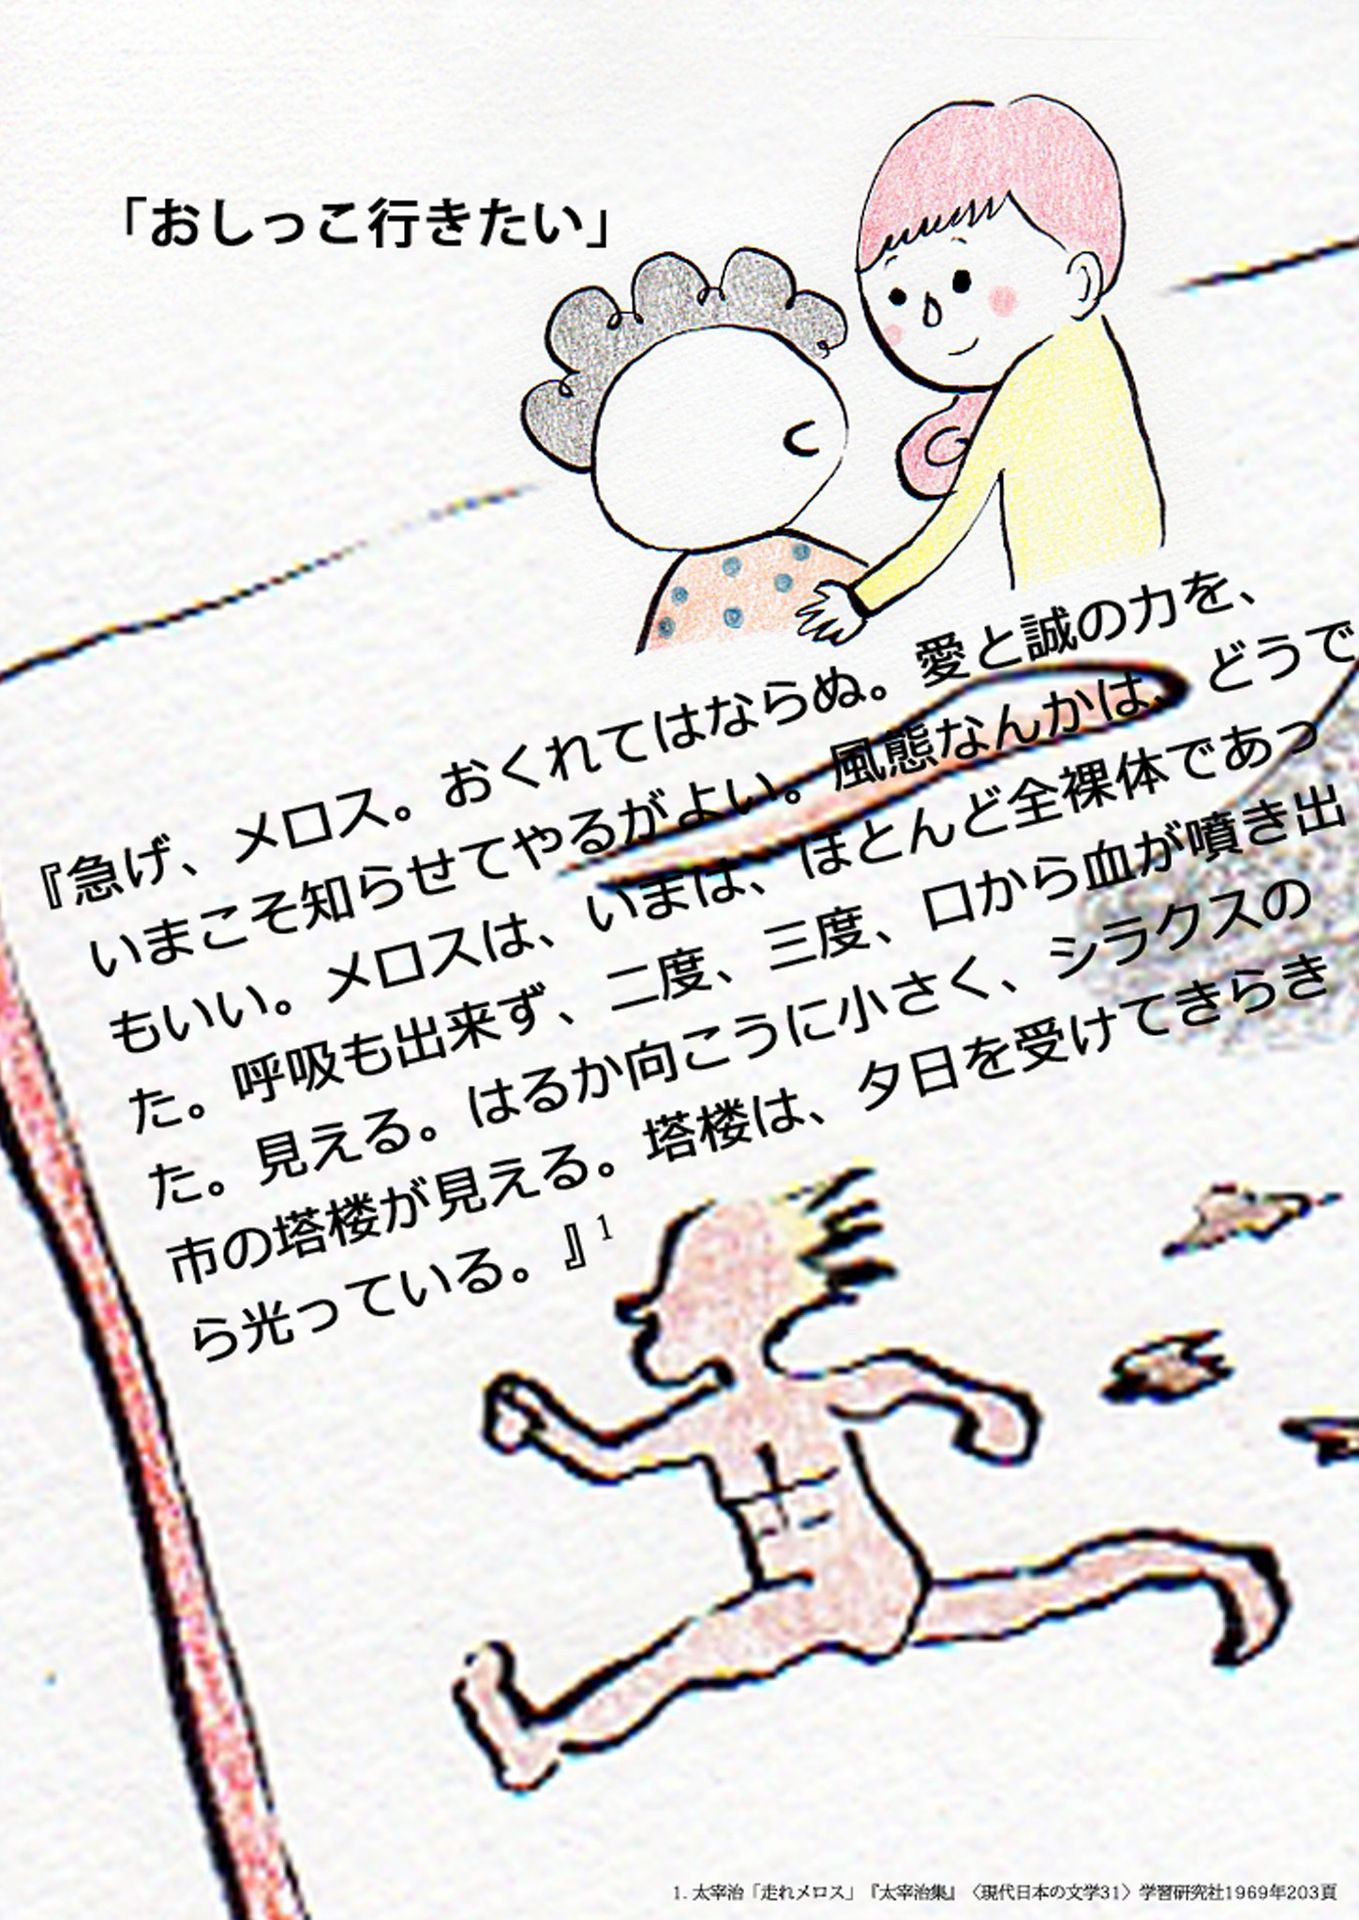 「おしっこ行きたい」
『急げ、メロス。おくれてはならぬ。愛と誠の力を、
いまこそ知らせてやるがよい。風態なんかは、どうで
もいい。メロスは、いまは、ほとんど全裸体であっ
た。呼吸も出来ず、二度、三度、口から血が噴き出
た。見える。はるか向こうに小さく、シラクスの
市の塔楼が見える。塔楼は、夕日を受けてきらき
ら光っている。』1
1. 太宰治「走れメロス」『太宰治集』〈現代日本の文学31〉学習研究社1969年203頁